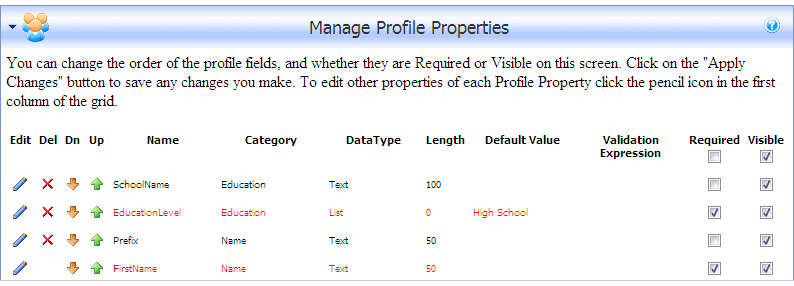 Manage Profile Properties
You can change the order of the profile fields, and whether they are Required or Visible on this screen. Click on the "Apply
Changes" button to save any changes you make. To edit other properties of each Profile Property click the pencil icon in the first
column of the grid.
Edit Del Dn Up Name Category DataType Length Default Value Validation Expression Required Visible
SchoolName Education Text 100
EducationLevel Education List 0 High School
Prefix Name Text 50
FirstName Name Text 50